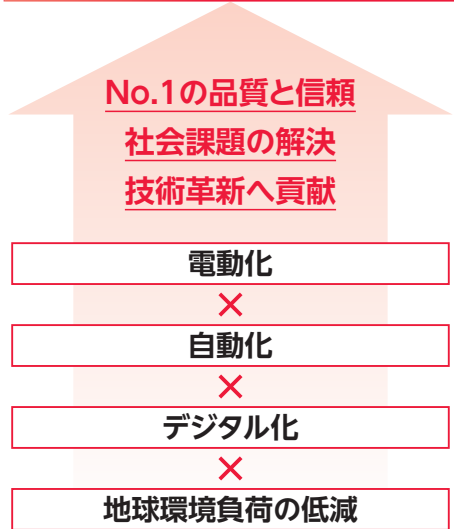 No.1の品質と信頼
社会課題の解決
技術革新へ貢献
電動化
×
自動化
×
デジタル化
×
地球環境負荷の低減